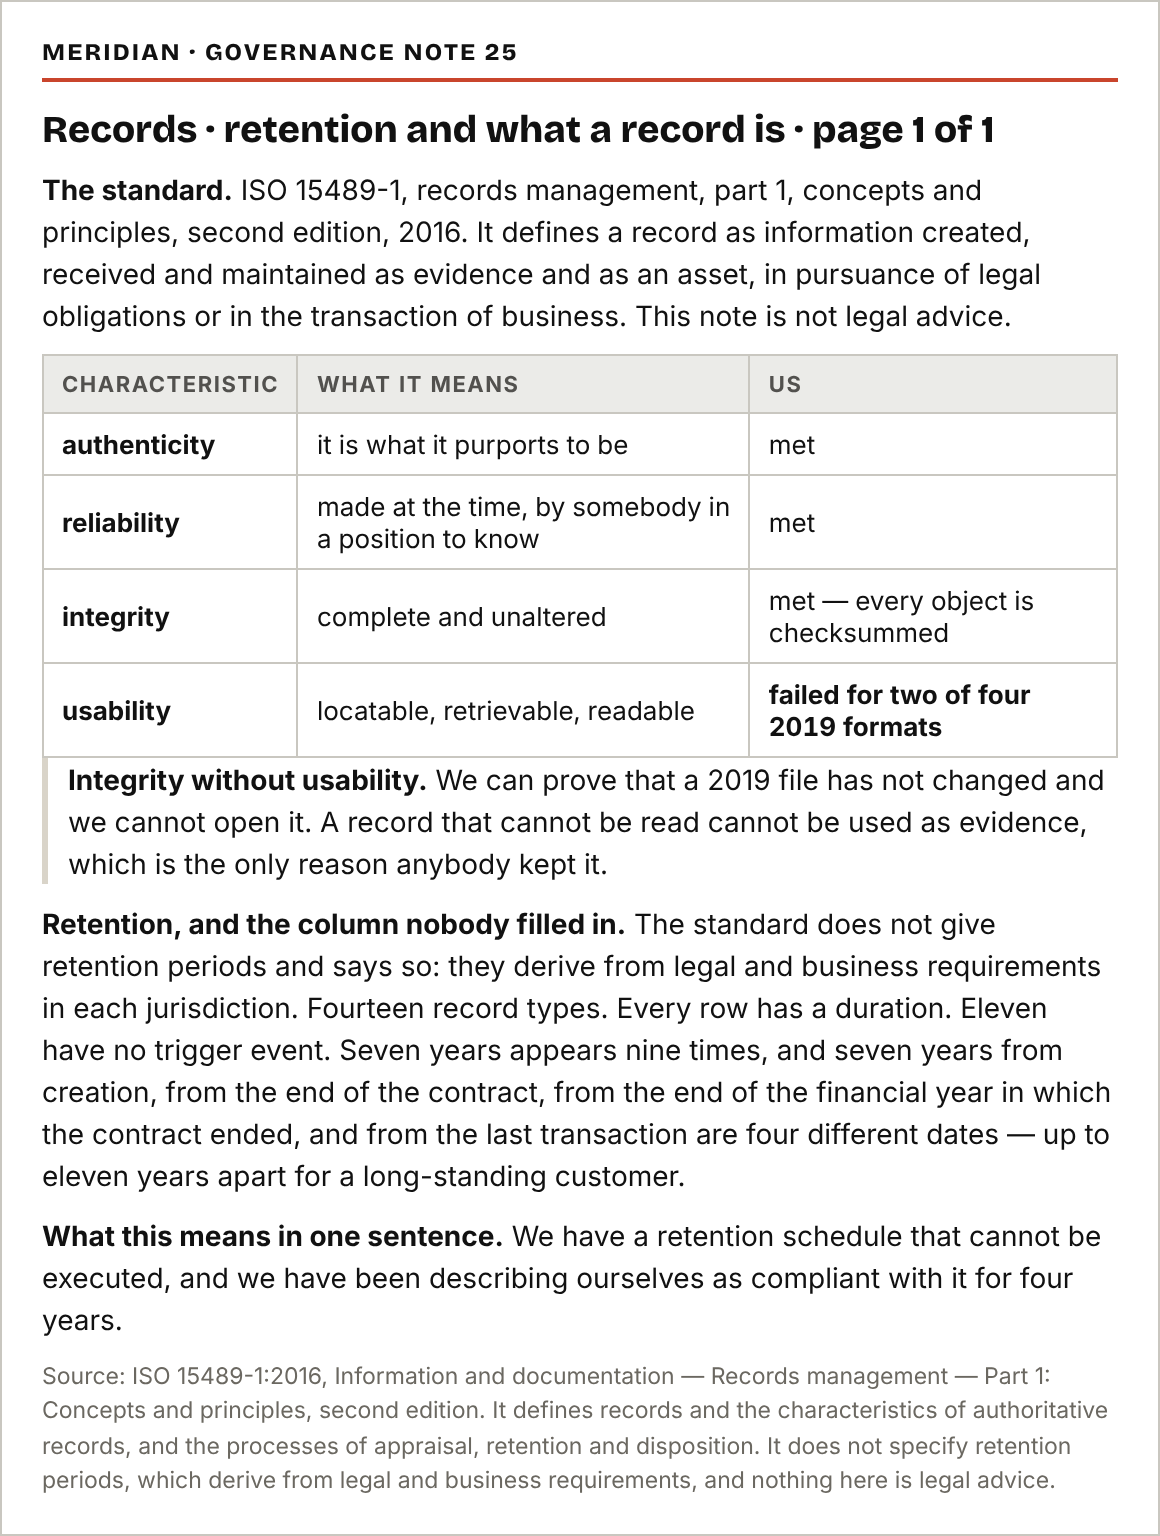 MERIDIAN · GOVERNANCE NOTE 25
Records · retention and what a record is · page 1 of 1
The standard. ISO 15489-1, records management, part 1, concepts and
principles, second edition, 2016. It defines a record as information created,
received and maintained as evidence and as an asset, in pursuance of legal
obligations or in the transaction of business. This note is not legal advice.
CHARACTERISTIC WHAT IT MEANS US
authenticity it is what it purports to be met
reliability made at the time, by somebody in
a position to know met
integrity complete and unaltered met — every object is
checksummed
usability locatable, retrievable, readable failed for two of four
2019 formats
Integrity without usability. We can prove that a 2019 file has not changed and
we cannot open it. A record that cannot be read cannot be used as evidence,
which is the only reason anybody kept it.
Retention, and the column nobody filled in. The standard does not give
retention periods and says so: they derive from legal and business requirements
in each jurisdiction. Fourteen record types. Every row has a duration. Eleven
have no trigger event. Seven years appears nine times, and seven years from
creation, from the end of the contract, from the end of the financial year in which
the contract ended, and from the last transaction are four different dates — up to
eleven years apart for a long-standing customer.
What this means in one sentence. We have a retention schedule that cannot be
executed, and we have been describing ourselves as compliant with it for four
years.
Source: ISO 15489-1:2016, Information and documentation — Records management — Part 1:
Concepts and principles, second edition. It defines records and the characteristics of authoritative
records, and the processes of appraisal, retention and disposition. It does not specify retention
periods, which derive from legal and business requirements, and nothing here is legal advice.